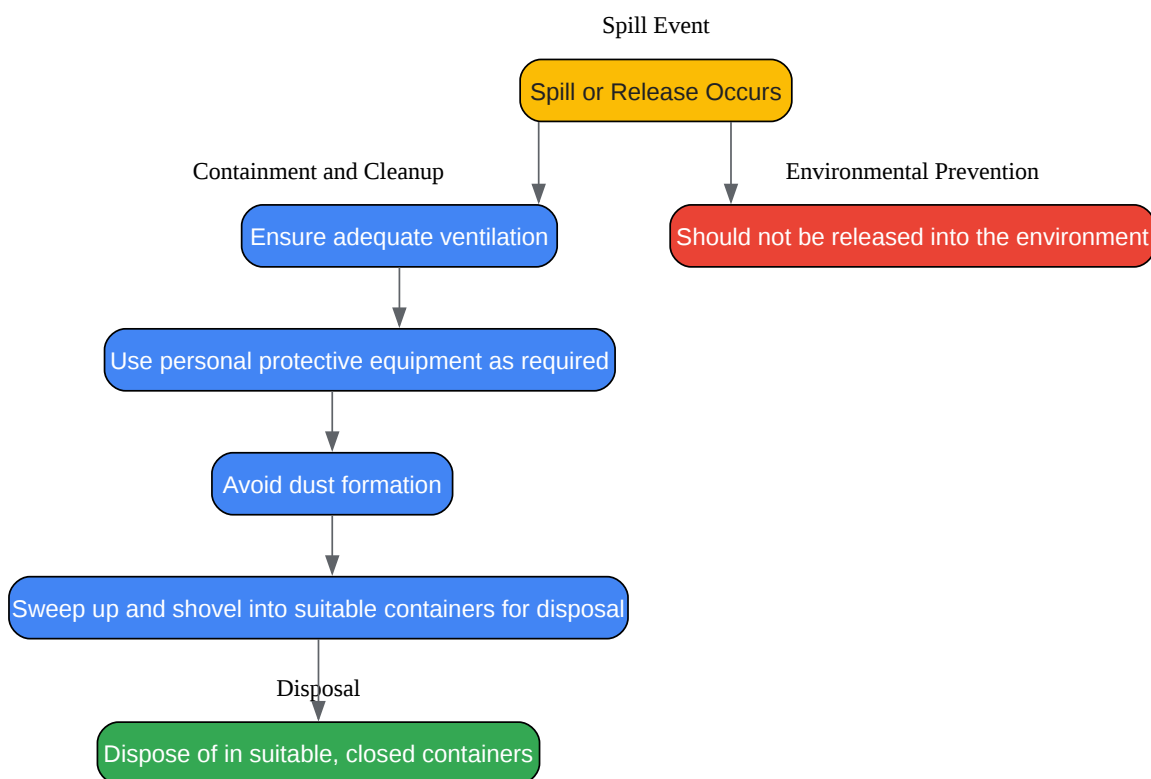 Spill Event
Spill or Release Occurs
Containment and Cleanup
Environmental Prevention
Ensure adequate ventilation
Should not be released into the environment
Use personal protective equipment as required
Avoid dust formation
Sweep up and shovel into suitable containers for disposal
Disposal
Dispose of in suitable, closed containers